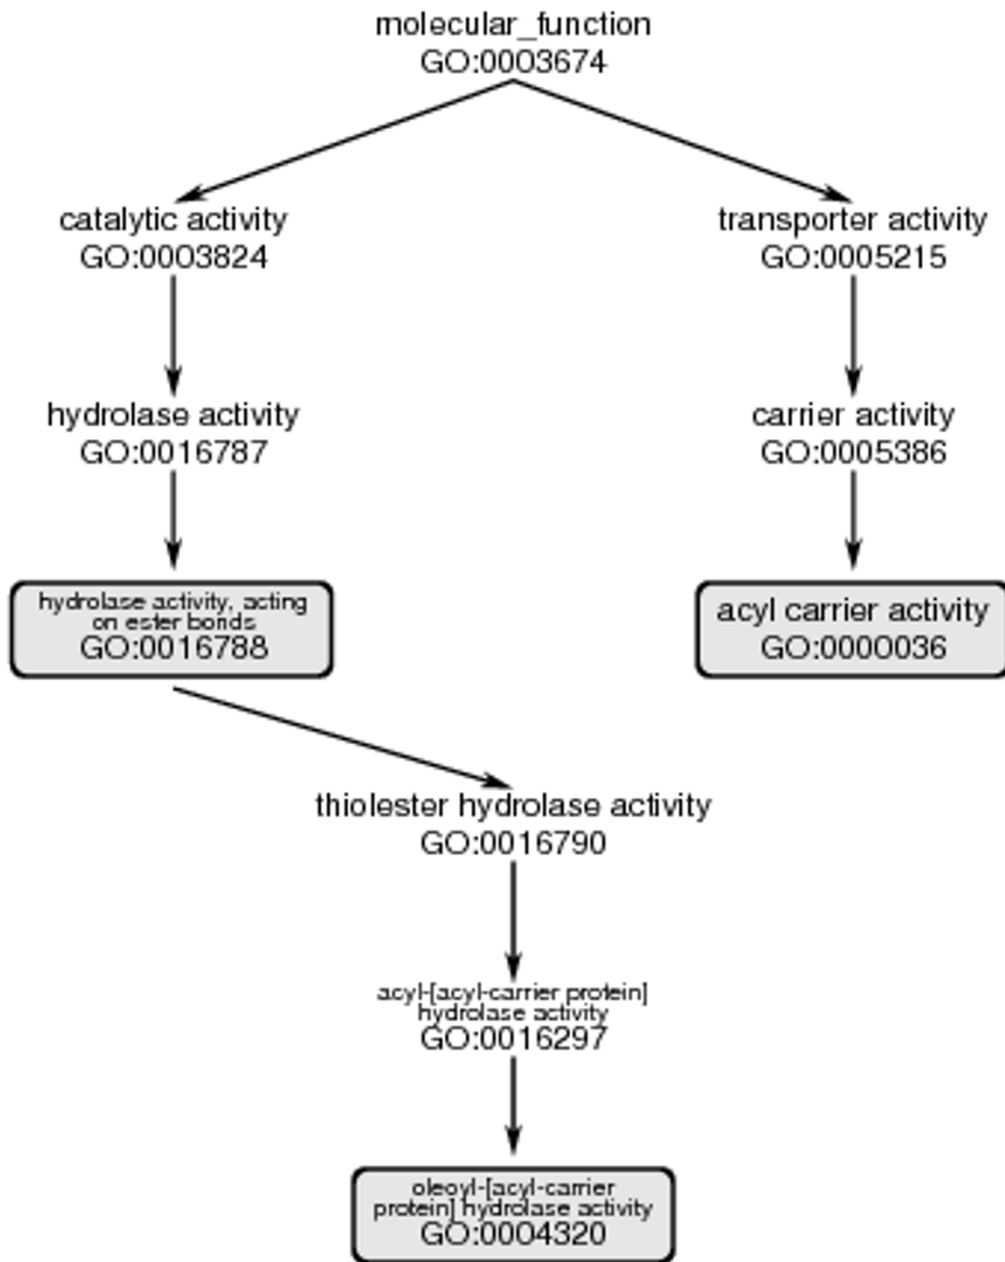 molecular_function
GO:0003674
catalytic activity
GO:0003824
transporter activity
GO:0005215
hydrolase activity
GO:0016787
carrier activity
GO:0005386
hydrolase activity, acting
on ester bonds
GO:0016788
acyl carrier activity
GO:0000036
thiolester hydrolase activity
GO:0016790
acyl-[acyl-carrier protein]
hydrolase activity
GO:0016297
oleoyl-[acyl-carrier
protein] hydrolase activity
GO:0004320